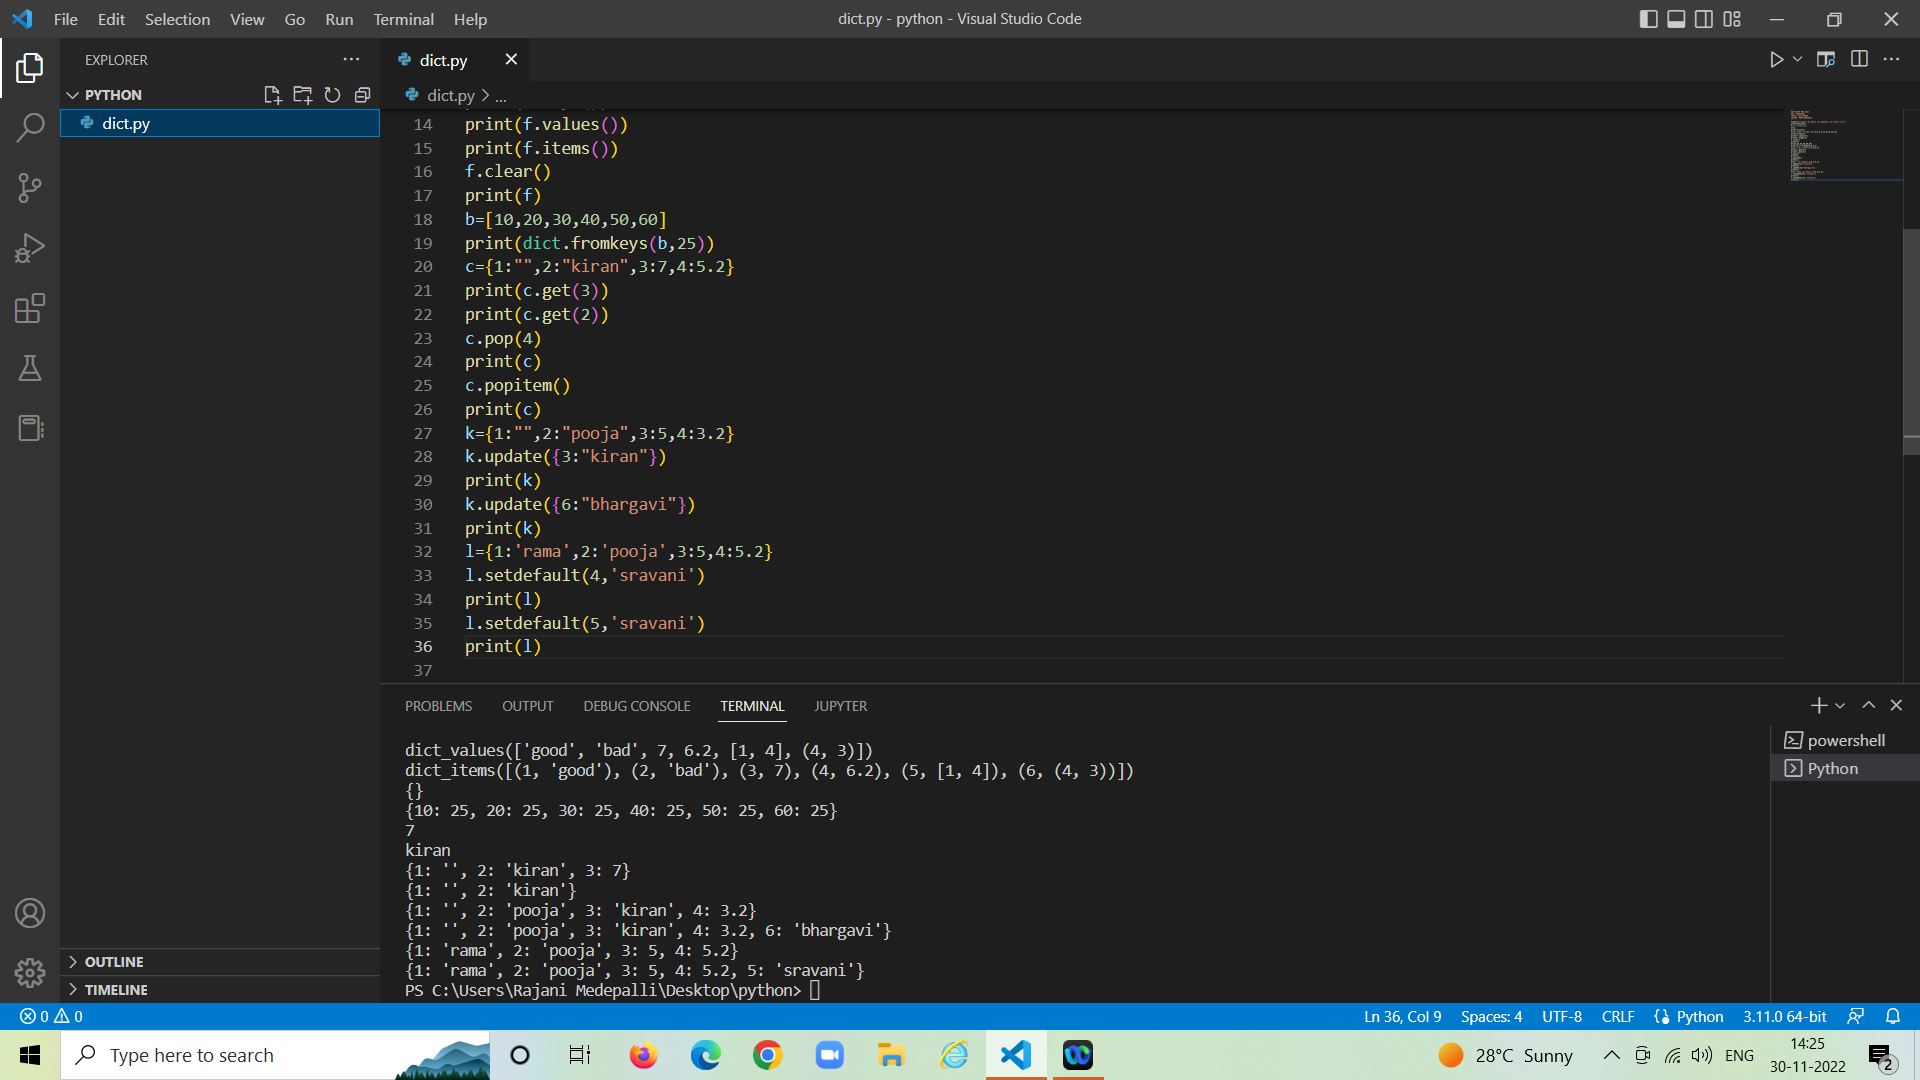 File Edit Selection View Go Run Terminal Help
dict.py - python - Visual Studio Code
EXPLORER
PYTHON
dict.py
dict.py
dict.py > ...
14 print(f.values())
15 print(f.items())
16 f.clear()
17 print(f)
18 b=[10,20,30,40,50,60]
19 print(dict.fromkeys(b,25))
20 c={1:"",2:"kiran",3:7,4:5.2}
21 print(c.get(3))
22 print(c.get(2))
23 c.pop(4)
24 print(c)
25 c.popitem()
26 print(c)
27 k={1:"",2:"pooja",3:5,4:3.2}
28 k.update({3:"kiran"})
29 print(k)
30 k.update({6:"bhargavi"})
31 print(k)
32 l={1:'rama',2:'pooja',3:5,4:5.2}
33 l.setdefault(4,'sravani')
34 print(l)
35 l.setdefault(5,'sravani')
36 print(l)
37
PROBLEMS OUTPUT DEBUG CONSOLE TERMINAL JUPYTER
dict_values(['good', 'bad', 7, 6.2, [1, 4], (4, 3)])
dict_items([(1, 'good'), (2, 'bad'), (3, 7), (4, 6.2), (5, [1, 4]), (6, (4, 3))])
{}
{10: 25, 20: 25, 30: 25, 40: 25, 50: 25, 60: 25}
7
kiran
{1: '', 2: 'kiran', 3: 7}
{1: '', 2: 'kiran'}
{1: '', 2: 'pooja', 3: 'kiran', 4: 3.2}
{1: '', 2: 'pooja', 3: 'kiran', 4: 3.2, 6: 'bhargavi'}
{1: 'rama', 2: 'pooja', 3: 5, 4: 5.2}
{1: 'rama', 2: 'pooja', 3: 5, 4: 5.2, 5: 'sravani'}
PS C:\Users\Rajani Medepalli\Desktop\python>
powershell
Python
OUTLINE
TIMELINE
0 0
Ln 36, Col 9 Spaces: 4 UTF-8 CRLF Python 3.11.0 64-bit
Type here to search
28°C Sunny
ENG
14:25
30-11-2022
2